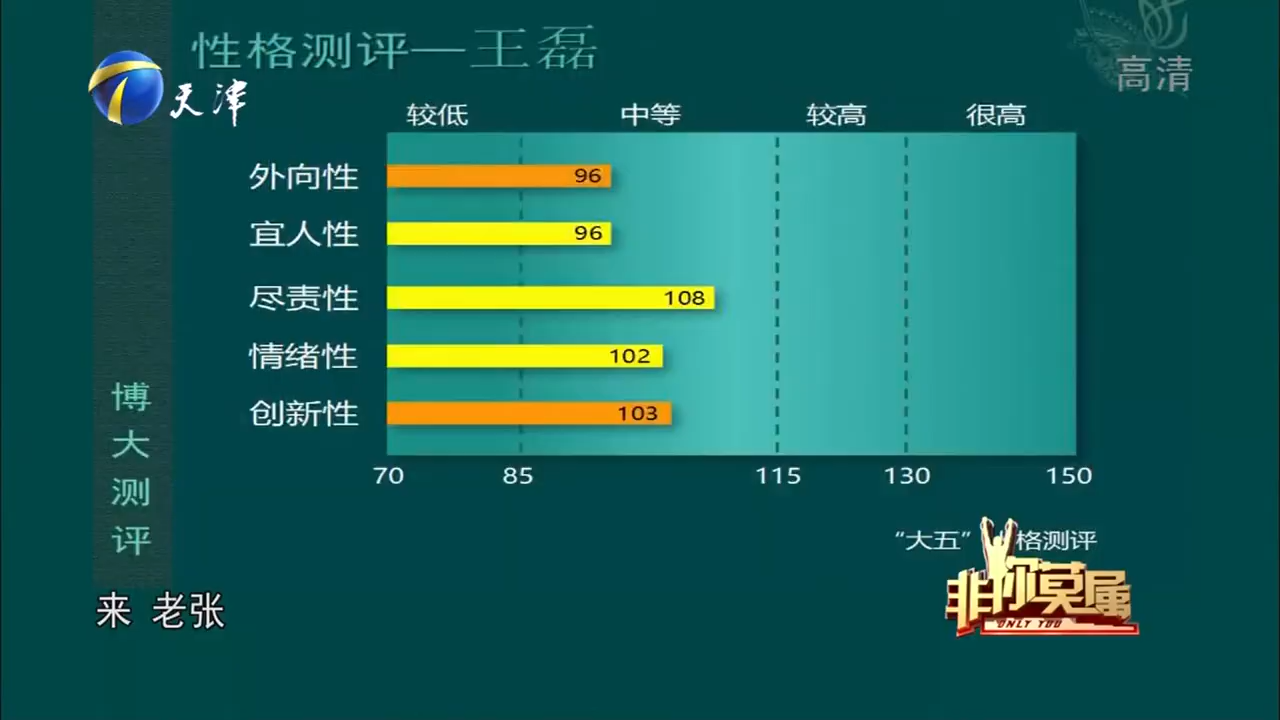 性格测评—王磊
天津
高清
较低 中等 较高 很高
外向性 96
宜人性 96
尽责性 108
情绪性 102
创新性 103
70 85 115 130 150
博大测评
“大五” 格测评
非你莫属
ONLY YOU
来 老张